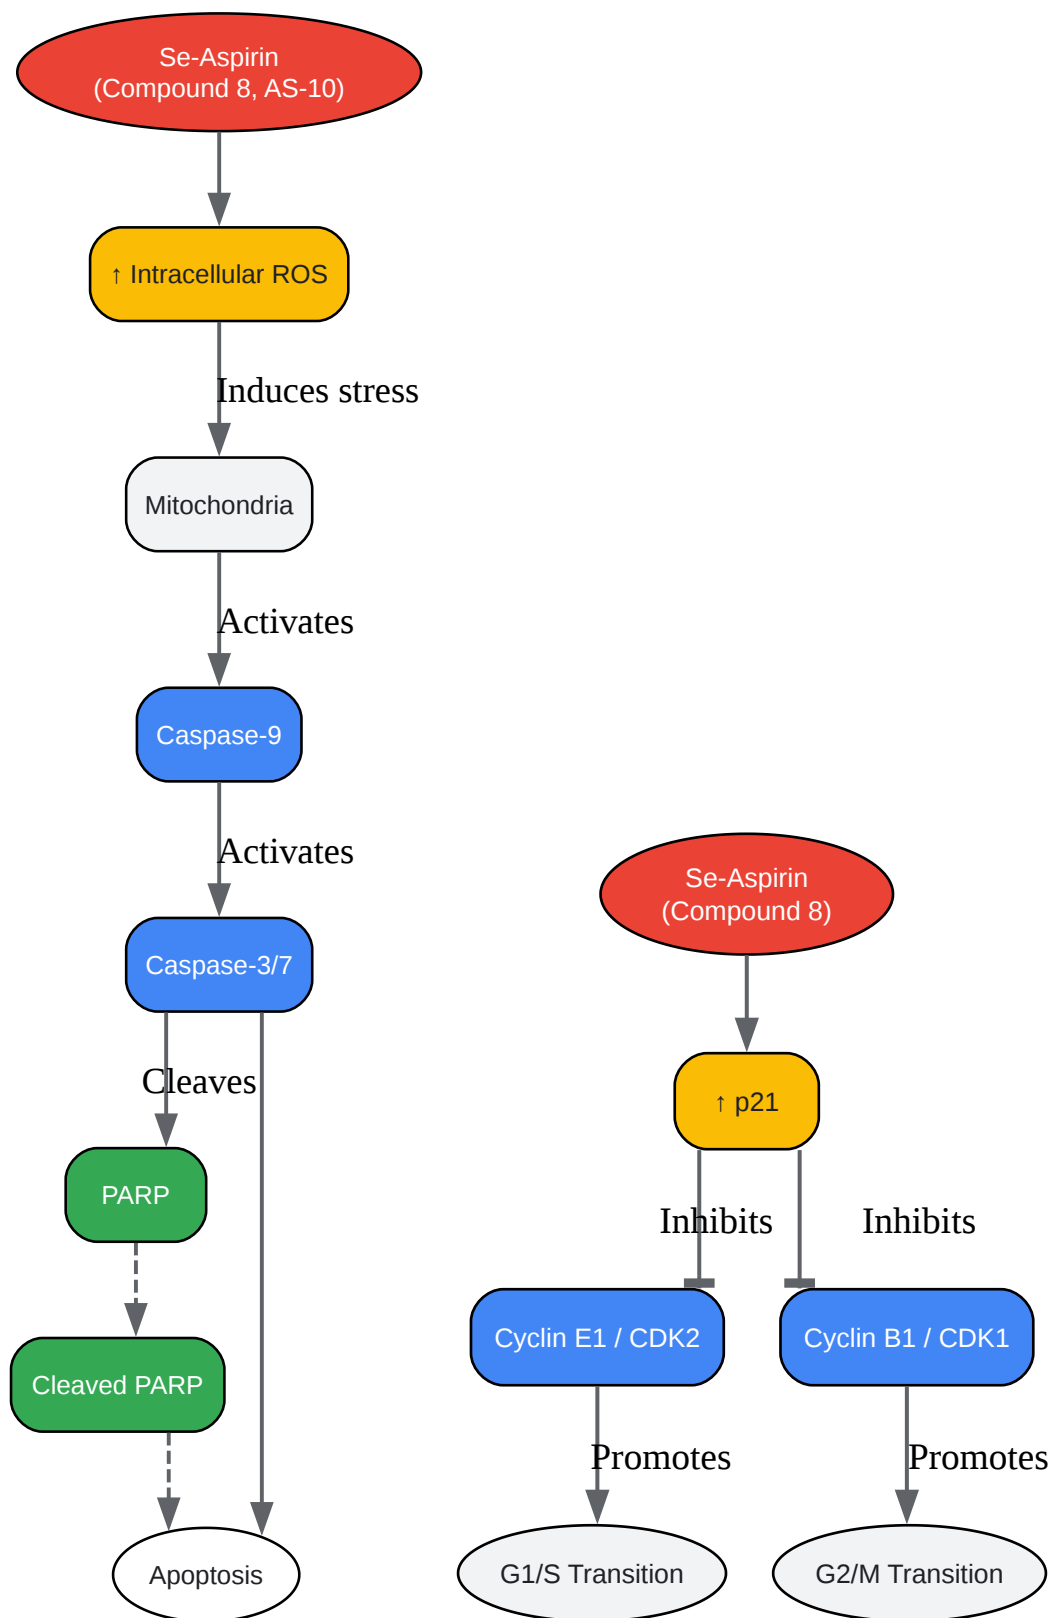 Se-Aspirin
(Compound 8, AS-10)
↑ Intracellular ROS
Induces stress
Mitochondria
Activates
Caspase-9
Activates
Caspase-3/7
Cleaves
PARP
Cleaved PARP
Apoptosis
Se-Aspirin
(Compound 8)
↑ p21
Inhibits
Inhibits
Cyclin E1 / CDK2
Cyclin B1 / CDK1
Promotes
Promotes
G1/S Transition
G2/M Transition